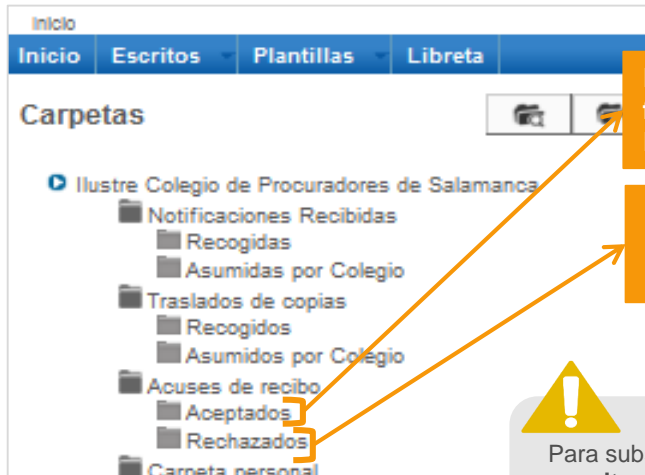 Inicio
Inicio Escritos Plantillas Libreta
Carpetas
Ilustre Colegio de Procuradores de Salamanca
Notificaciones Recibidas
Recogidas
Asumidas por Colegio
Traslados de copias
Recogidos
Asumidos por Colegio
Acuses de recibo
Aceptados
Rechazados
Carpeta personal
Para sub